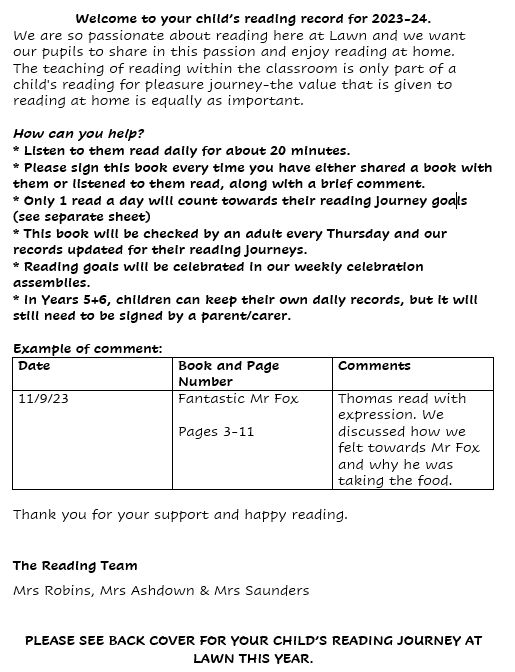 Welcome to your child's reading record for 2023-24.
We are so passionate about reading here at Lawn and we want
our pupils to share in this passion and enjoy reading at home.
The teaching of reading within the classroom is only part of a
child's reading for pleasure journey-the value that is given to
reading at home is equally as important.
How can you help?
* Listen to them read daily for about 20 minutes.
* Please sign this book every time you have either shared a book with
them or listened to them read, along with a brief comment.
* Only 1 read a day will count towards their reading journey goals
(see separate sheet)
* This book will be checked by an adult every Thursday and our
records updated for their reading journeys.
* Reading goals will be celebrated in our weekly celebration
assemblies.
* In Years 5+6, children can keep their own daily records, but it will
still need to be signed by a parent/carer.
Example of comment:
Date
Book and Page
Number
Comments
11/9/23
Fantastic Mr Fox
Pages 3-11
Thomas read with
expression. We
discussed how we
felt towards Mr Fox
and why he was
taking the food.
Thank you for your support and happy reading.
The Reading Team
Mrs Robins, Mrs Ashdown & Mrs Saunders
PLEASE SEE BACK COVER FOR YOUR CHILD'S READING JOURNEY AT
LAWN THIS YEAR.